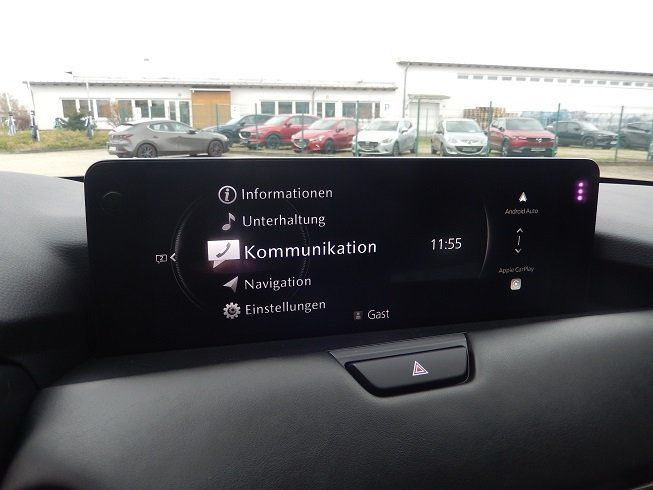 Informationen
Unterhaltung
Kommunikation
Navigation
Einstellungen
11:55
Gast
Android Auto
Apple CarPlay